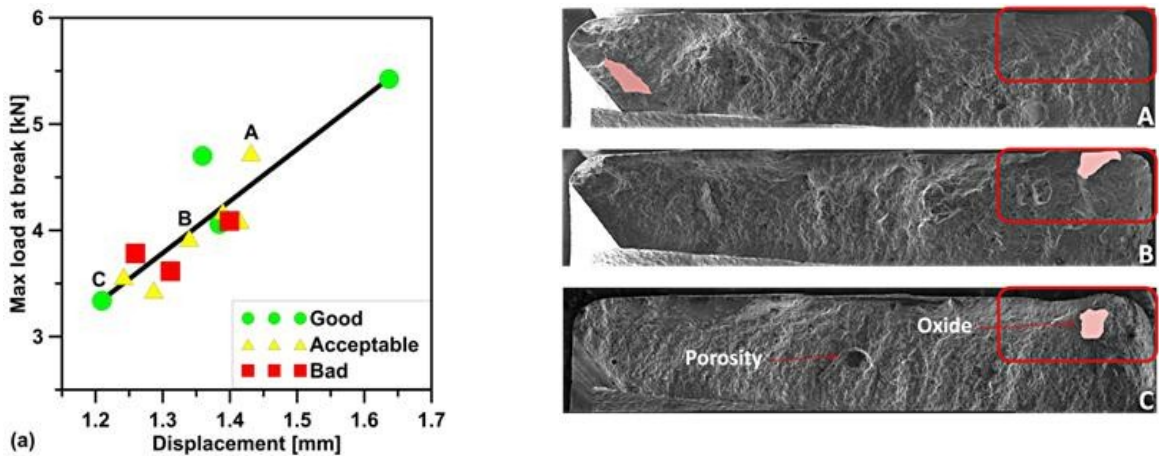 6
5
4
3
Max load at break [kN]
A
B
C
Good
Acceptable
Bad
1.2 1.3 1.4 1.5 1.6 1.7
Displacement [mm]
(a)
A
B
Oxide
Porosity
C